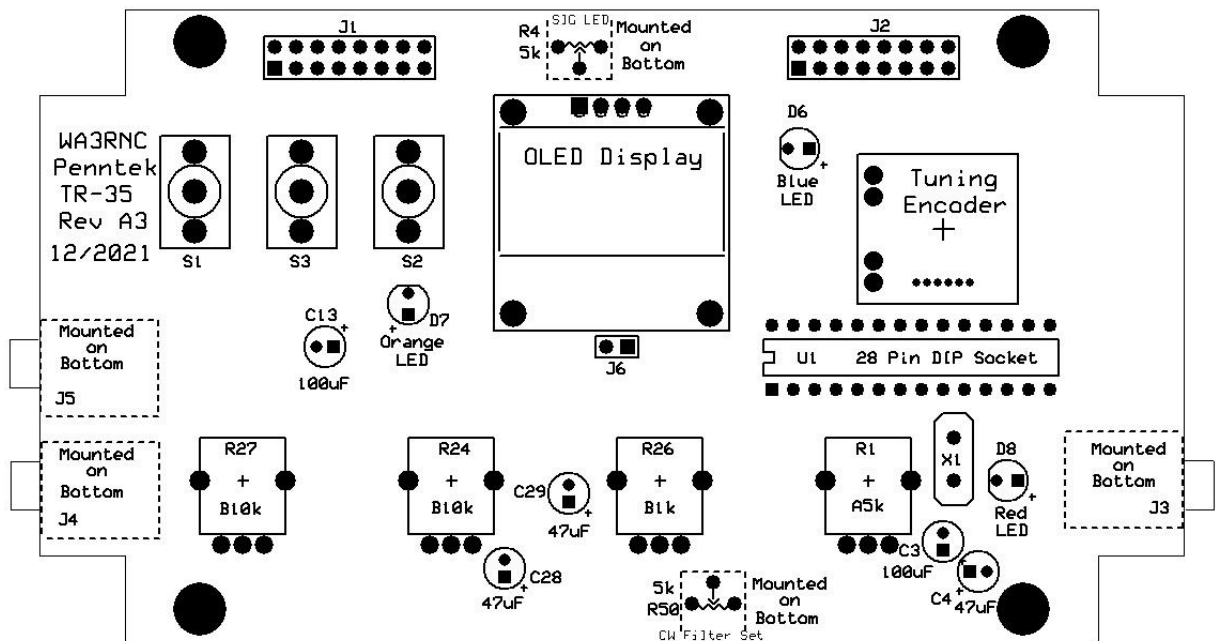 J1
SIG LED
R4
5k
Mounted
on
Bottom
J2
WA3RNC
Penntek
TR-35
Rev A3
12/2021
S1
S3
S2
OLED Display
D6
+
Blue
LED
Tuning
Encoder
+
C13
+
100uF
D7
+
Orange
LED
J6
U1 28 Pin DIP Socket
Mounted
on
Bottom
J5
Mounted
on
Bottom
J4
R27
+
B10k
R24
+
B10k
C29
+
47uF
C28
+
47uF
R26
+
B1k
R1
+
A5k
X1
D8
+
Red
LED
C3
+
100uF
C4
+
47uF
Mounted
on
Bottom
J3
5k
R50
Mounted
on
Bottom
CW Filter Set